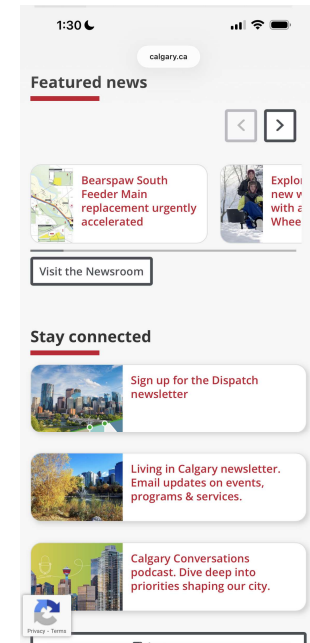 1:30
calgary.ca
Featured news
Bearspaw South
Feeder Main
replacement urgently
accelerated
new w
with a
Visit the Newsroom
Stay connected
Sign up for the Dispatch
newsletter
Living in Calgary newsletter.
Email updates on events,
programs & services.
Calgary Conversations
podcast. Dive deep into
priorities shaping our city.
Privacy - Terms